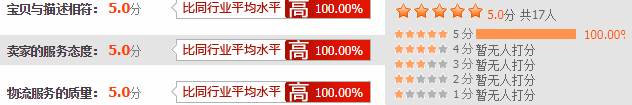 宝贝与描述相符: 5.0分 比同行业平均水平 高 100.00%
卖家的服务态度: 5.0分 比同行业平均水平 高 100.00%
物流服务的质量: 5.0分 比同行业平均水平 高 100.00%
5.0分 共17人
5 分 100.00%
4 分 暂无人打分
3 分 暂无人打分
2 分 暂无人打分
1 分 暂无人打分